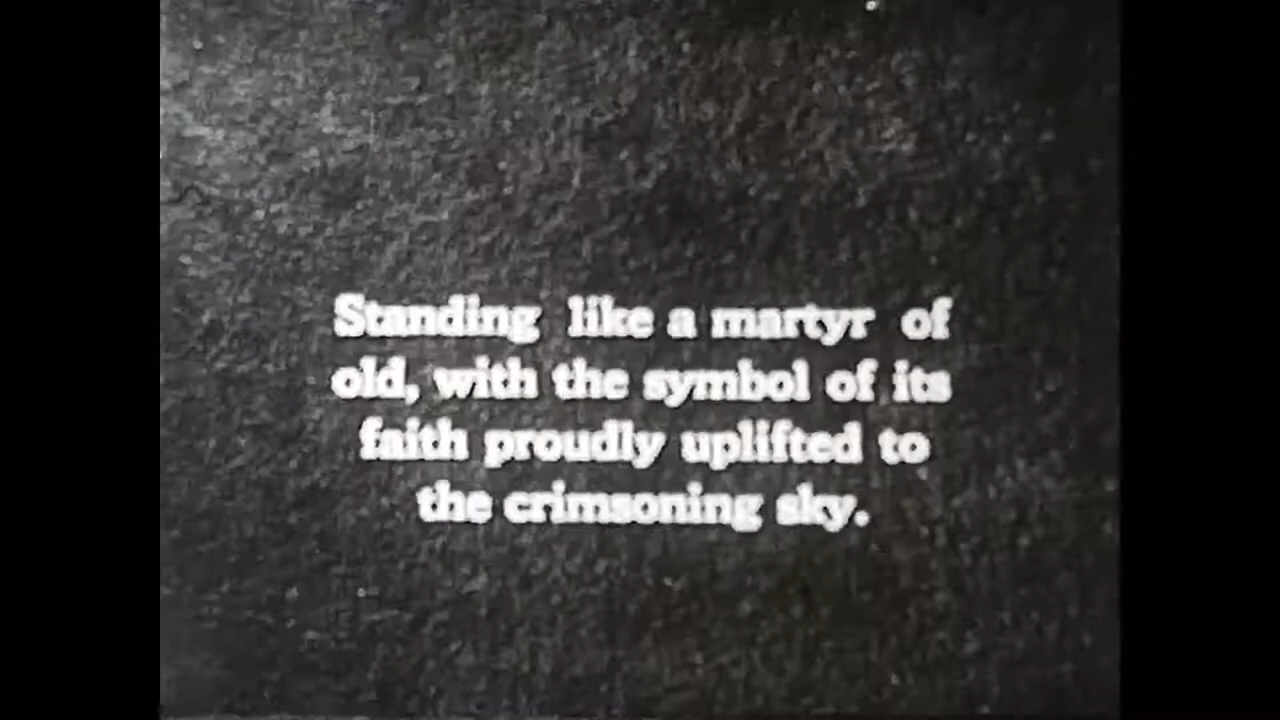 Standing like a martyr of
old, with the symbol of its
faith proudly uplifted to
the crimsoning sky.